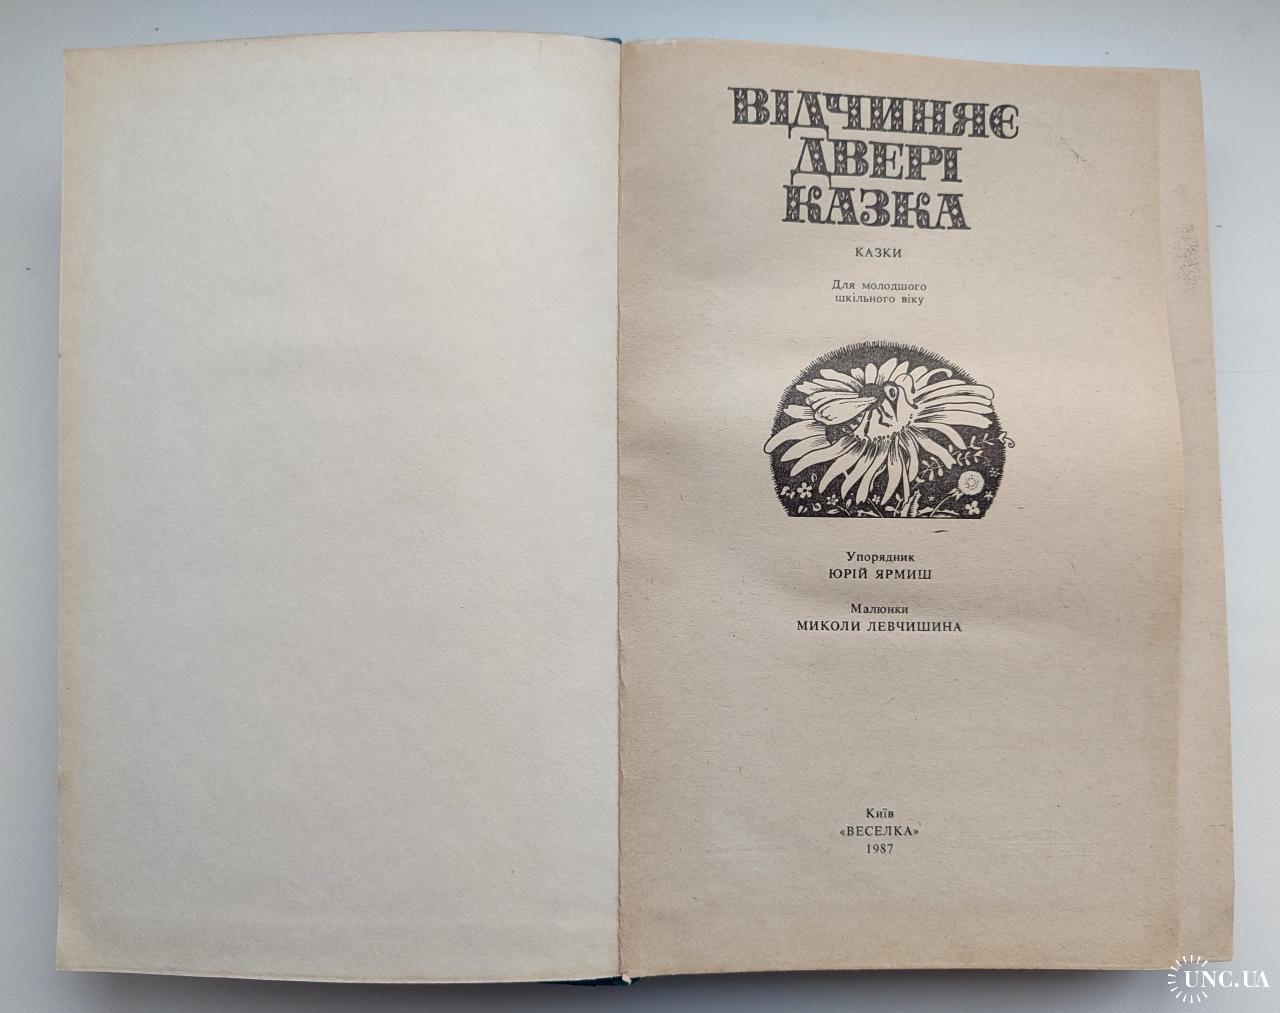 ВІДЧИНЯЄ
ДВЕРІ
КАЗКА
КАЗКИ
Для молодшого
шкільного віку
Упорядник
ЮРІЙ ЯРМИШ
Малюнки
МИКОЛИ ЛЕВЧИШИНА
Київ
«ВЕСЕЛКА»
1987
UNC.UA